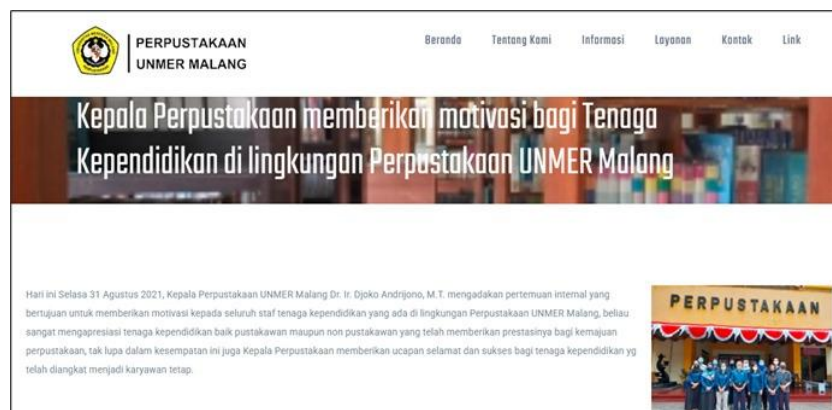 PERPUSTAKAAN
UNMER MALANG
Beranda Tentang Kami Informasi Layanan Kontak Link
Kepala Perpustakaan memberikan motivasi bagi Tenaga
Kependidikan di lingkungan Perpustakaan UNMER Malang
Hari ini Selasa 31 Agustus 2021, Kepala Perpustakaan UNMER Malang Dr. Ir. Djoko Andrijono, M.T. mengadakan pertemuan internal yang
bertujuan untuk memberikan motivasi kepada seluruh staf tenaga kependidikan yang ada di lingkungan Perpustakaan UNMER Malang, beliau
sangat mengapresiasi tenaga kependidikan baik pustakawan maupun non pustakawan yang telah memberikan prestasinya bagi kemajuan
perpustakaan, tak lupa dalam kesempatan ini juga Kepala Perpustakaan memberikan ucapan selamat dan sukses bagi tenaga kependidikan yg
telah diangkat menjadi karyawan tetap.
PERPUSTAKAAN